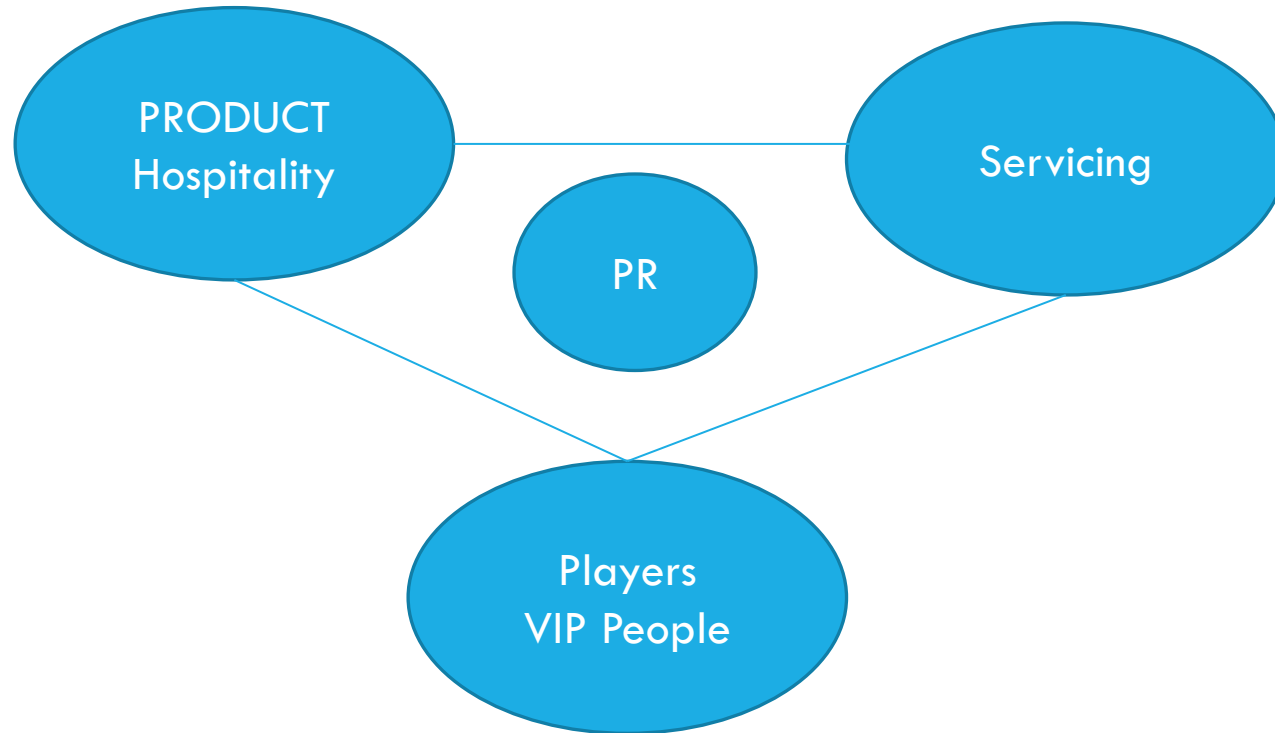 PRODUCT
Hospitality
Servicing
PR
Players
VIP People